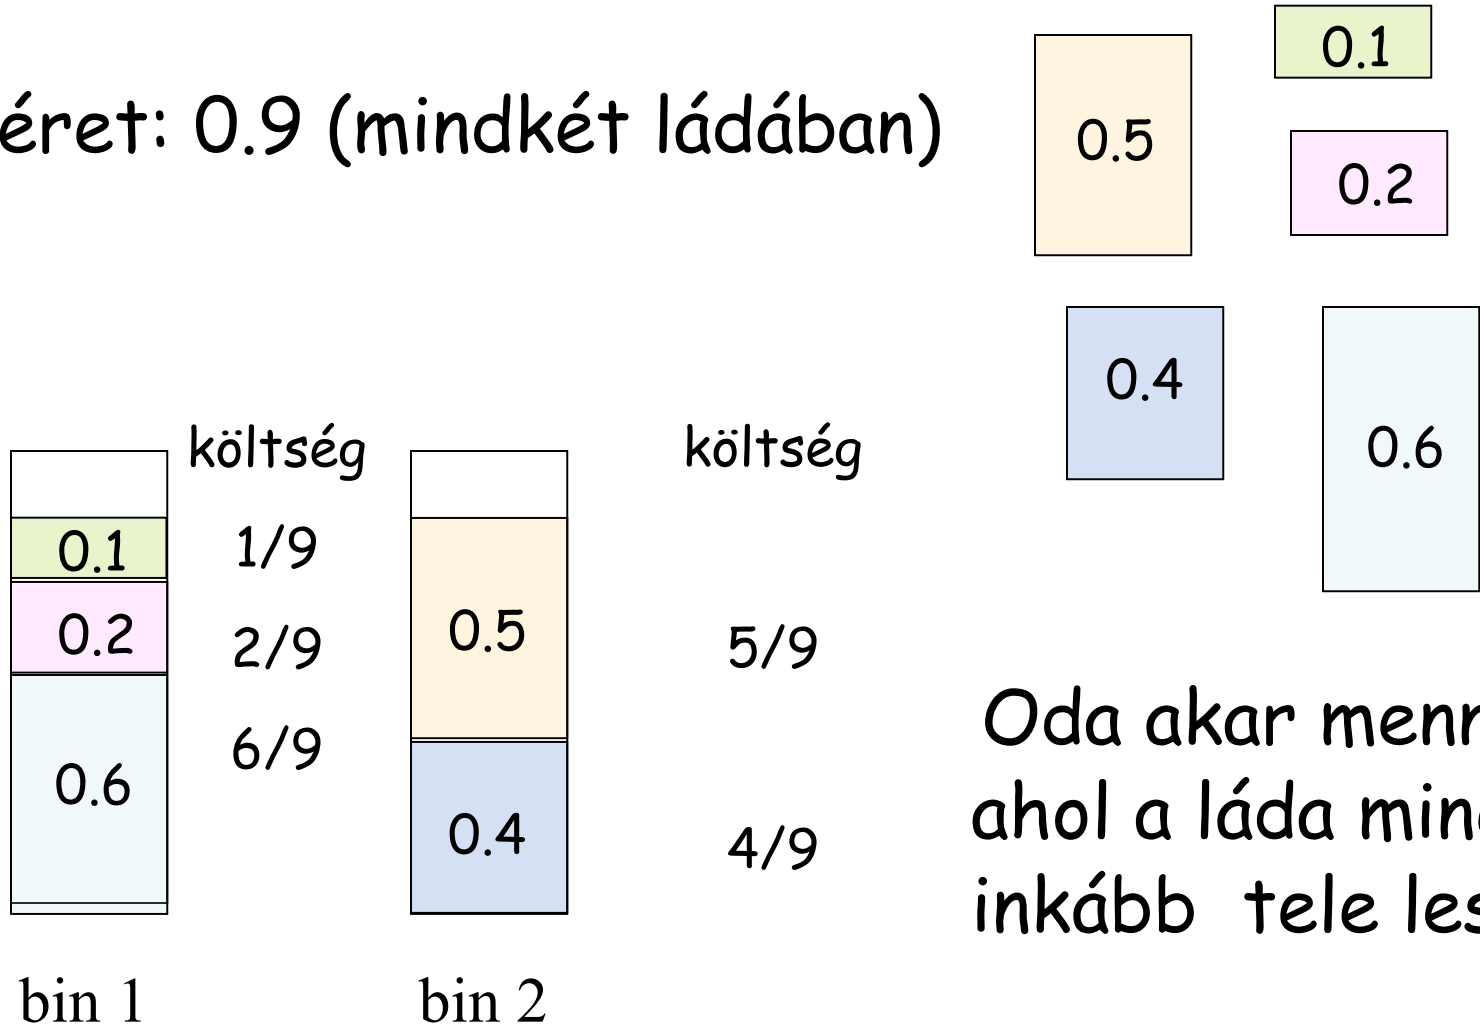 éret: 0.9 (mindkét ládában)
0.1
0.5
0.2
0.4
0.6
költség
költség
0.1
1/9
0.2
2/9
0.5
5/9
0.6
6/9
0.4
4/9
Oda akar menn
ahol a láda min
inkább tele les
bin 1
bin 2